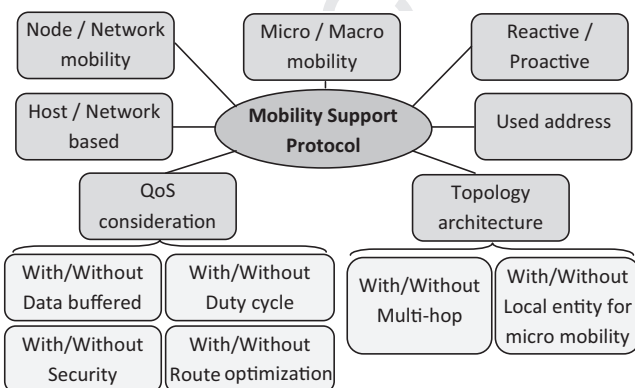 Node / Network
mobility
Micro / Macro
mobility
Reactive /
Proactive
Host / Network
based
Mobility Support
Protocol
Used address
QoS
consideration
Topology
architecture
With/Without
Data buffered
With/Without
Duty cycle
With/Without
Multi-hop
With/Without
Local entity for
micro mobility
With/Without
Security
With/Without
Route optimization